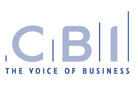 CBI
THE VOICE OF BUSINESS